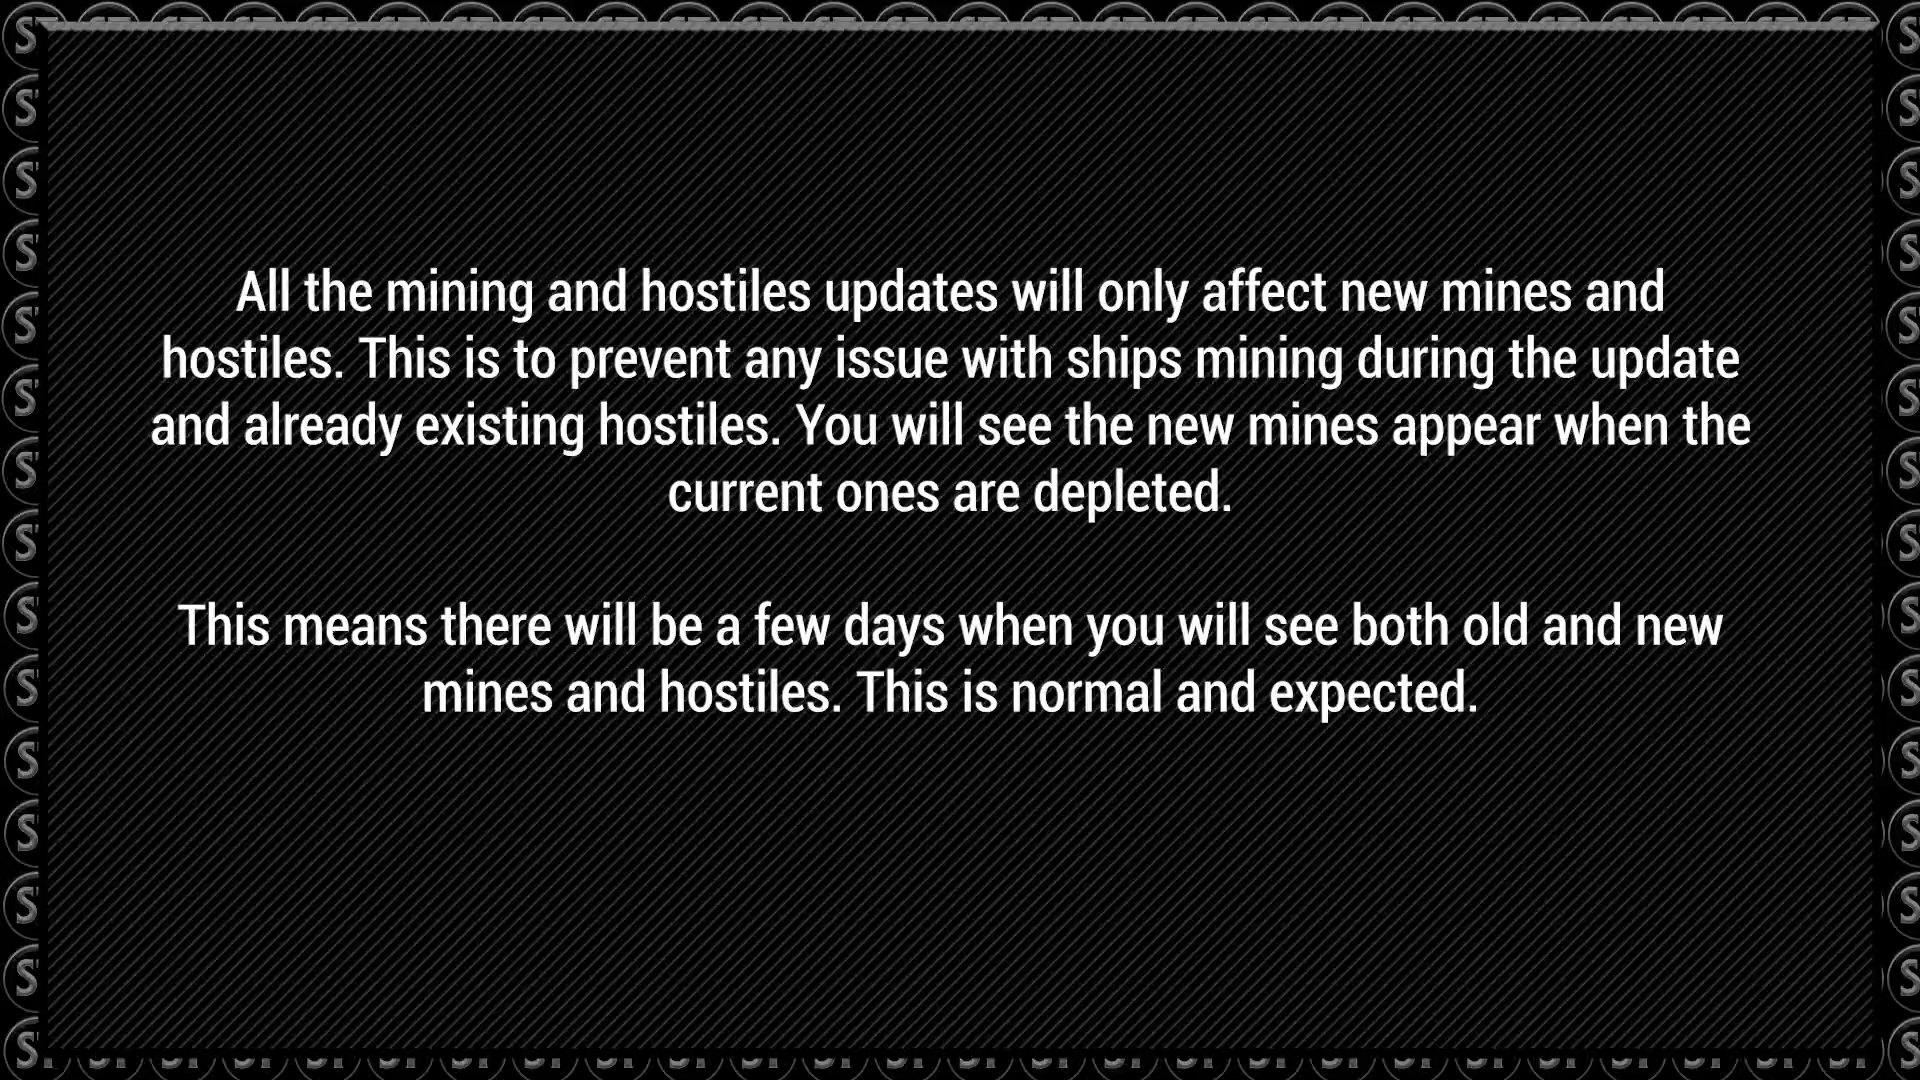 All the mining and hostiles updates will only affect new mines and
hostiles. This is to prevent any issue with ships mining during the update
and already existing hostiles. You will see the new mines appear when the
current ones are depleted.
This means there will be a few days when you will see both old and new
mines and hostiles. This is normal and expected.